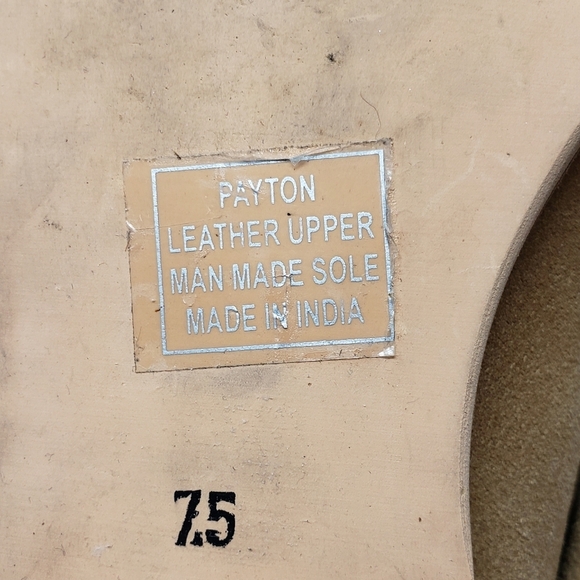 PAYTON
LEATHER UPPER
MAN MADE SOLE
MADE IN INDIA
7.5